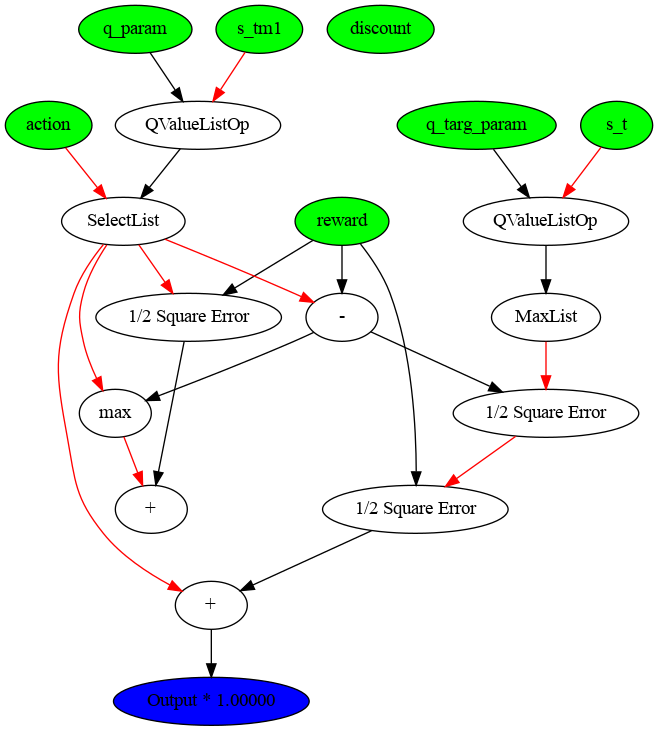 q_param
s_tm1
discount
action
QValueListOp
q_targ_param
s_t
SelectList
reward
QValueListOp
1/2 Square Error
-
MaxList
max
1/2 Square Error
+
1/2 Square Error
+
Output * 1.00000